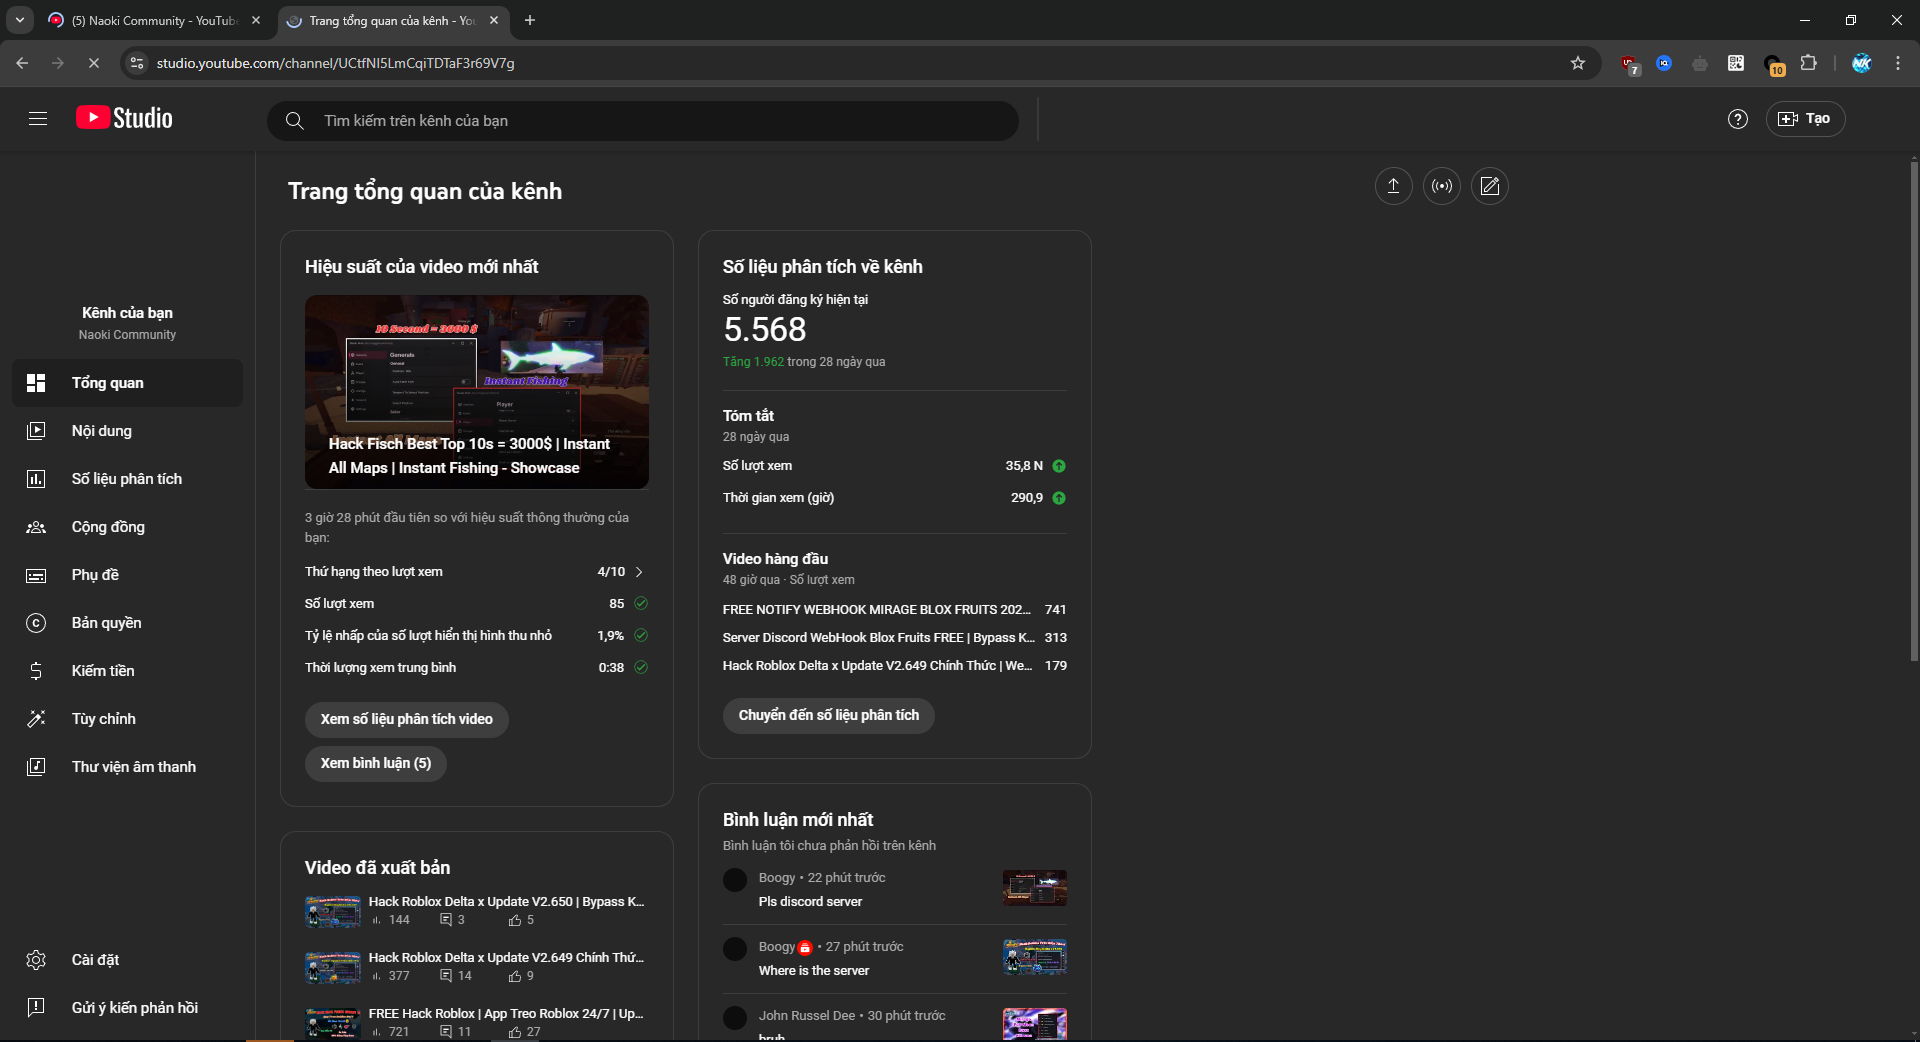 (5) Naoki Community - YouTube
Trang tổng quan của kênh - You
studio.youtube.com/channel/UCtfNI5LmCqiTDTaF3r69V7g
7
10
NK
Studio
Tìm kiếm trên kênh của bạn
Tạo
Trang tổng quan của kênh
Kênh của bạn
Naoki Community
Tổng quan
Nội dung
Số liệu phân tích
Cộng đồng
Phụ đề
Bản quyền
Kiếm tiền
Tùy chỉnh
Thư viện âm thanh
Cài đặt
Gửi ý kiến phản hồi
Hiệu suất của video mới nhất
10 Second = 3000 $
Generals
Instant Fishing
Player
Hack Fisch Best Top 10s = 3000$ | Instant
All Maps | Instant Fishing - Showcase
3 giờ 28 phút đầu tiên so với hiệu suất thông thường của
bạn:
Thứ hạng theo lượt xem 4/10
Số lượt xem 85
Tỷ lệ nhấp của số lượt hiển thị hình thu nhỏ 1,9%
Thời lượng xem trung bình 0:38
Xem số liệu phân tích video
Xem bình luận (5)
Video đã xuất bản
Hack Roblox Delta x Update V2.650 | Bypass K...
144 3 5
Hack Roblox Delta x Update V2.649 Chính Thứ...
377 14 9
FREE Hack Roblox | App Treo Roblox 24/7 | Up...
721 11 27
Số liệu phân tích về kênh
Số người đăng ký hiện tại
5.568
Tăng 1.962 trong 28 ngày qua
Tóm tắt
28 ngày qua
Số lượt xem 35,8 N
Thời gian xem (giờ) 290,9
Video hàng đầu
48 giờ qua · Số lượt xem
FREE NOTIFY WEBHOOK MIRAGE BLOX FRUITS 202... 741
Server Discord WebHook Blox Fruits FREE | Bypass K... 313
Hack Roblox Delta x Update V2.649 Chính Thức | We... 179
Chuyển đến số liệu phân tích
Bình luận mới nhất
Bình luận tôi chưa phản hồi trên kênh
Boogy • 22 phút trước
Pls discord server
Boogy • 27 phút trước
Where is the server
John Russel Dee • 30 phút trước
bruh